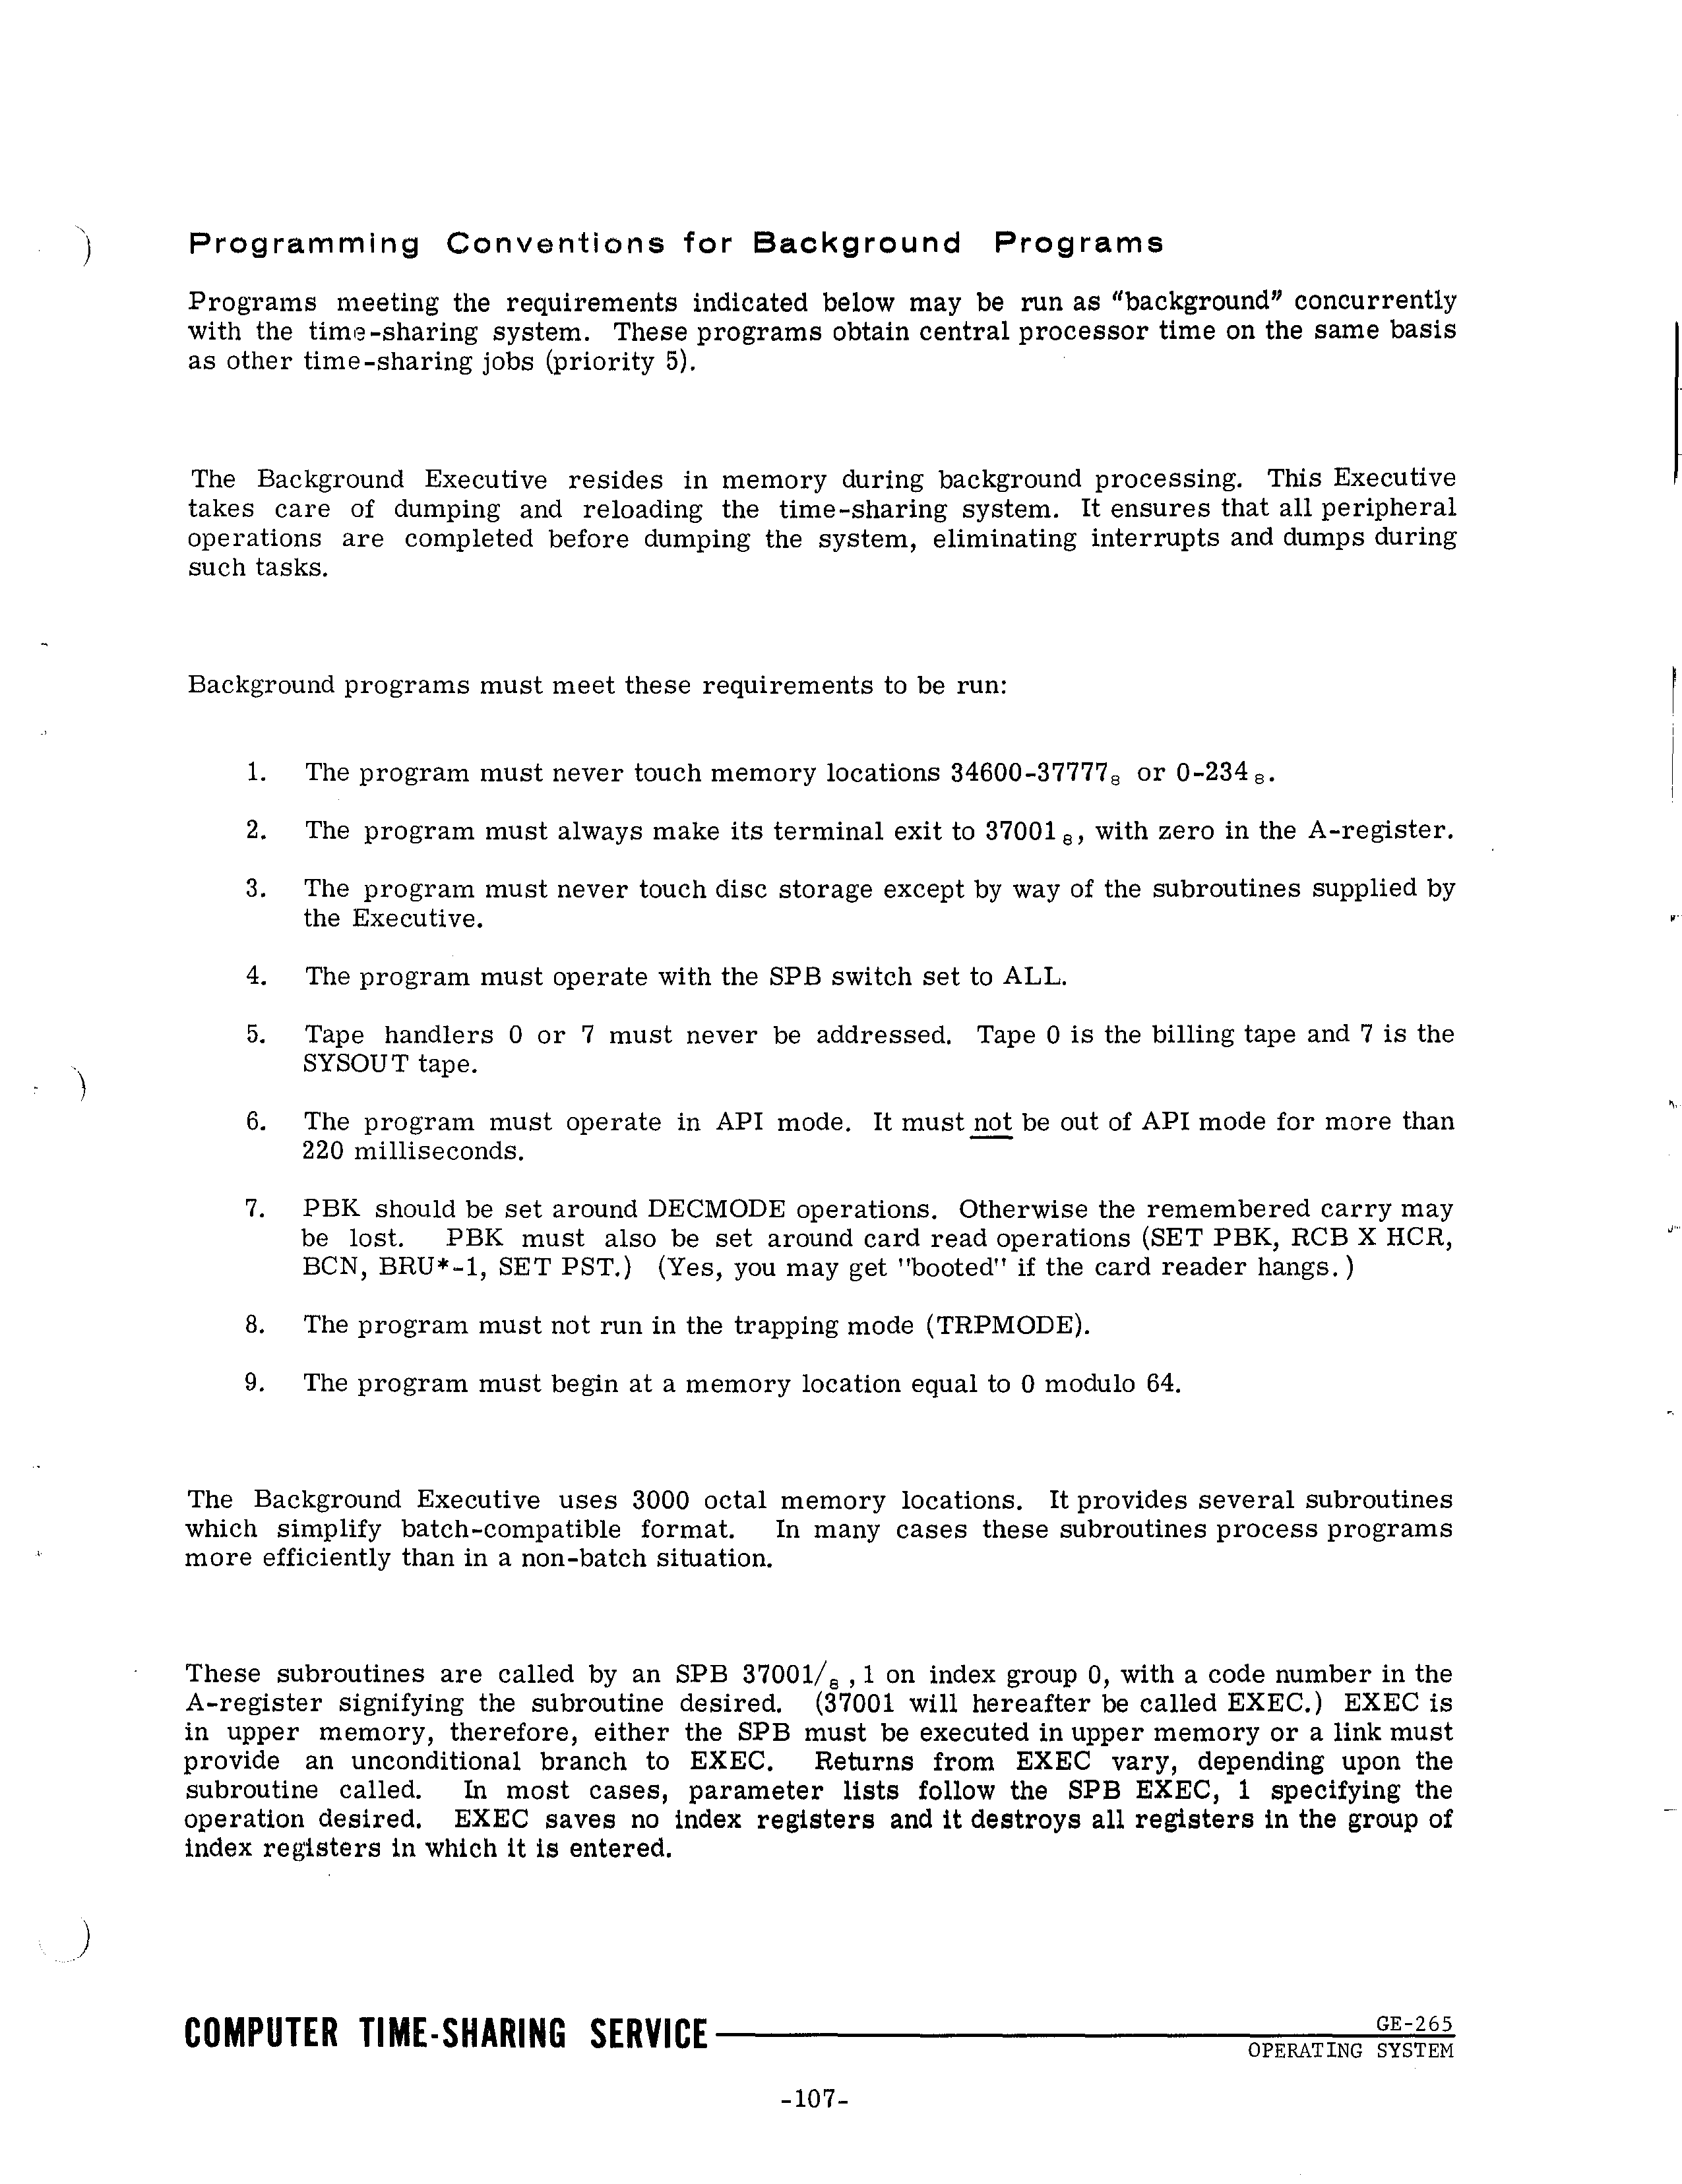 Programming Conventions for Background Programs
Programs meeting the requirements indicated below may be run as "background" concurrently
with the time-sharing system. These programs obtain central processor time on the same basis
as other time-sharing jobs (priority 5).
The Background Executive resides in memory during background processing. This Executive
takes care of dumping and reloading the time-sharing system. It ensures that all peripheral
operations are completed before dumping the system, eliminating interrupts and dumps during
such tasks.
Background programs must meet these requirements to be run:
1. The program must never touch memory locations 34600-37777₈ or 0-234₈.
2. The program must always make its terminal exit to 37001₈, with zero in the A-register.
3. The program must never touch disc storage except by way of the subroutines supplied by
the Executive.
4. The program must operate with the SPB switch set to ALL.
5. Tape handlers 0 or 7 must never be addressed. Tape 0 is the billing tape and 7 is the
SYSOUT tape.
6. The program must operate in API mode. It must not be out of API mode for more than
220 milliseconds.
7. PBK should be set around DECMODE operations. Otherwise the remembered carry may
be lost. PBK must also be set around card read operations (SET PBK, RCB X HCR,
BCN, BRU*-1, SET PST.) (Yes, you may get "booted" if the card reader hangs.)
8. The program must not run in the trapping mode (TRPMODE).
9. The program must begin at a memory location equal to 0 modulo 64.
The Background Executive uses 3000 octal memory locations. It provides several subroutines
which simplify batch-compatible format. In many cases these subroutines process programs
more efficiently than in a non-batch situation.
These subroutines are called by an SPB 37001/₈ ,1 on index group 0, with a code number in the
A-register signifying the subroutine desired. (37001 will hereafter be called EXEC.) EXEC is
in upper memory, therefore, either the SPB must be executed in upper memory or a link must
provide an unconditional branch to EXEC. Returns from EXEC vary, depending upon the
subroutine called. In most cases, parameter lists follow the SPB EXEC, 1 specifying the
operation desired. EXEC saves no index registers and it destroys all registers in the group of
index registers in which it is entered.
COMPUTER TIME-SHARING SERVICE GE-265
OPERATING SYSTEM
-107-